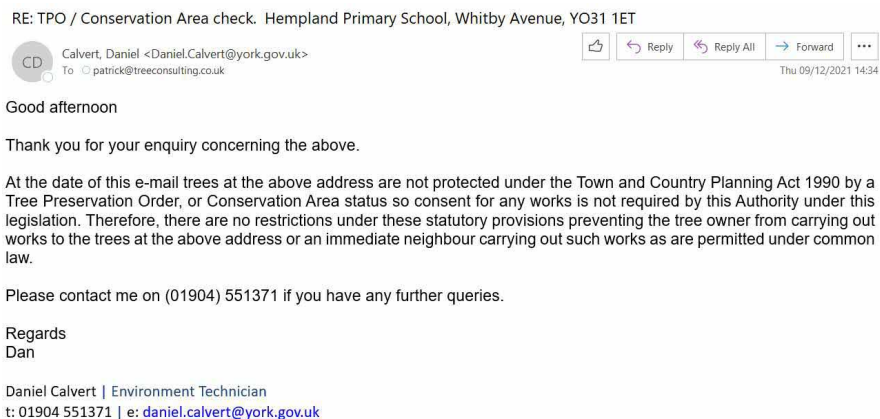 RE: TPO / Conservation Area check.  Hempland Primary School, Whitby Avenue, YO31 1ET
CD
Calvert, Daniel <Daniel.Calvert@york.gov.uk>
To patrick@treeconsulting.co.uk
Reply
Reply All
Forward
Thu 09/12/2021 14:34
Good afternoon
Thank you for your enquiry concerning the above.
At the date of this e-mail trees at the above address are not protected under the Town and Country Planning Act 1990 by a
Tree Preservation Order, or Conservation Area status so consent for any works is not required by this Authority under this
legislation. Therefore, there are no restrictions under these statutory provisions preventing the tree owner from carrying out
works to the trees at the above address or an immediate neighbour carrying out such works as are permitted under common
law.
Please contact me on (01904) 551371 if you have any further queries.
Regards
Dan
Daniel Calvert | Environment Technician
t: 01904 551371 | e: daniel.calvert@york.gov.uk